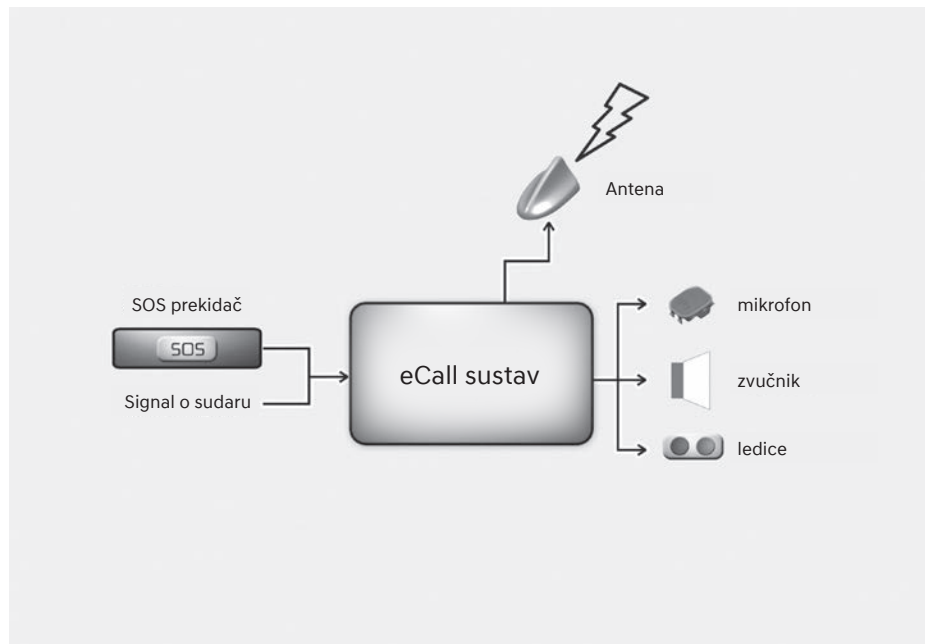 Antena
SOS prekidač
SOS
Signal o sudaru
eCall sustav
mikrofon
zvučnik
ledice